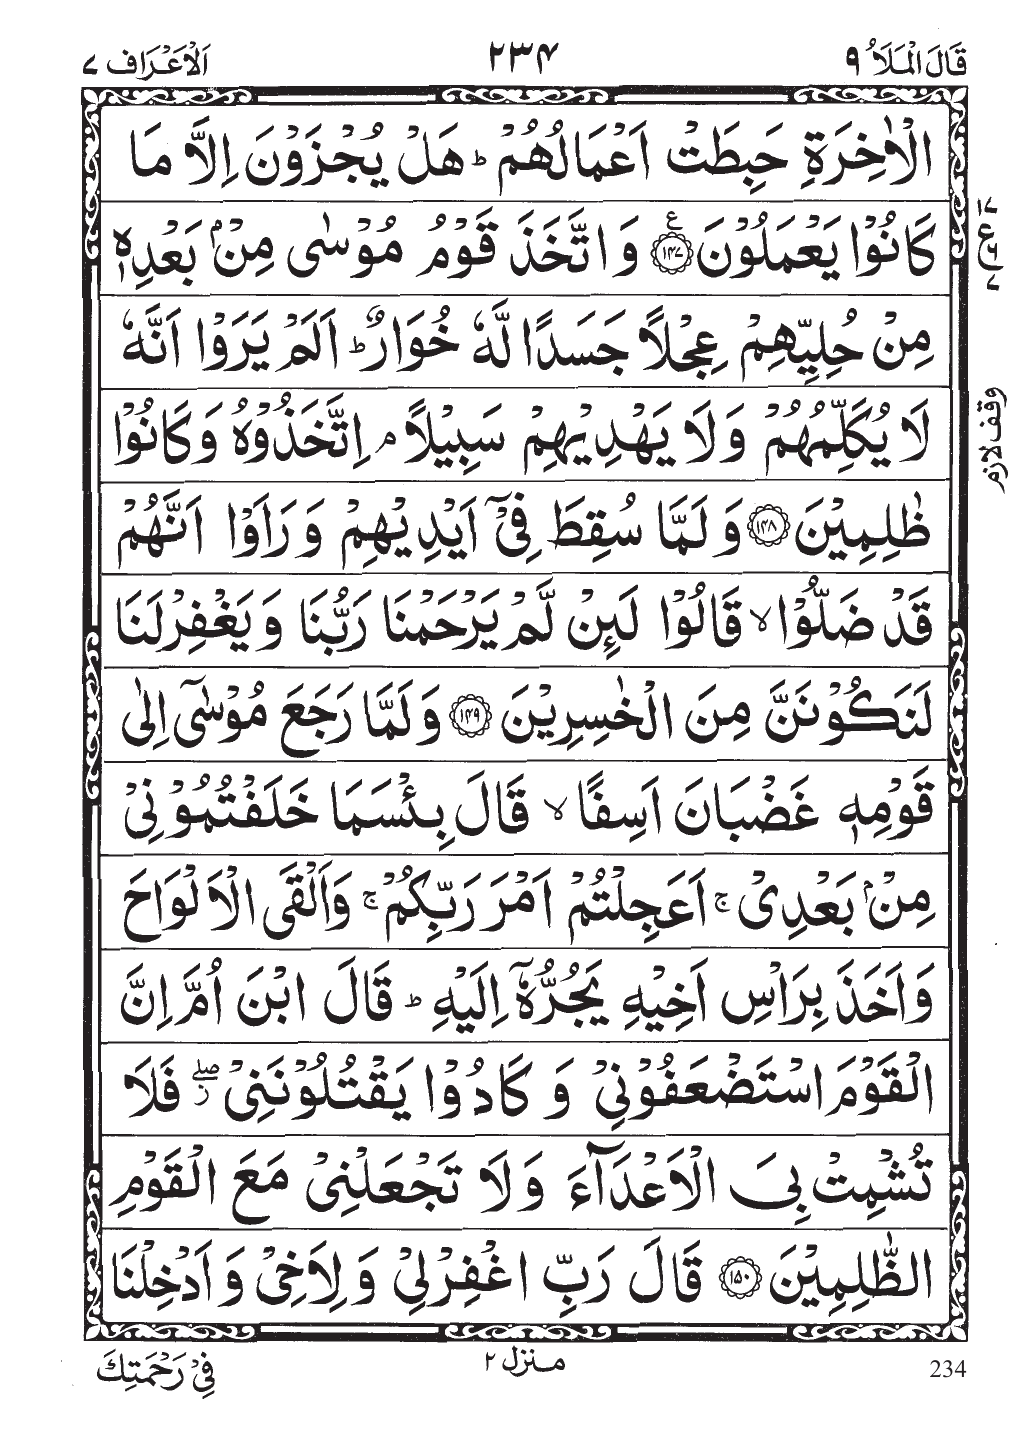 قَالَ الْمَلَاُ ۹
۲۳۴
اَلْاَعْرَاف ۷
الْاٰخِرَةِ حَبِطَتْ اَعْمَالُهُمْ ؕ هَلْ يُجْزَوْنَ اِلَّا مَا
كَانُوْا يَعْمَلُوْنَ ﴿۱۴۷﴾ ع وَ اتَّخَذَ قَوْمُ مُوْسٰى مِنْۢ بَعْدِهٖ
مِنْ حُلِيِّهِمْ عِجْلًا جَسَدًا لَّهٗ خُوَارٌ ؕ اَلَمْ يَرَوْا اَنَّهٗ
لَا يُكَلِّمُهُمْ وَلَا يَهْدِيْهِمْ سَبِيْلًا ۘ اِتَّخَذُوْهُ وَ كَانُوْا
ظٰلِمِيْنَ ﴿۱۴۸﴾ وَ لَمَّا سُقِطَ فِيْۤ اَيْدِيْهِمْ وَ رَاَوْا اَنَّهُمْ
قَدْ ضَلُّوْا ۙ قَالُوْا لَىِٕنْ لَّمْ يَرْحَمْنَا رَبُّنَا وَ يَغْفِرْ لَنَا
لَنَكُوْنَنَّ مِنَ الْخٰسِرِيْنَ ﴿۱۴۹﴾ وَ لَمَّا رَجَعَ مُوْسٰۤى اِلٰى
قَوْمِهٖ غَضْبَانَ اَسِفًا ۙ قَالَ بِئْسَمَا خَلَفْتُمُوْنِيْ
مِنْۢ بَعْدِيْ ۚ اَعَجِلْتُمْ اَمْرَ رَبِّكُمْ ۚ وَ اَلْقَى الْاَلْوَاحَ
وَ اَخَذَ بِرَاْسِ اَخِيْهِ يَجُرُّهٗۤ اِلَيْهِ ؕ قَالَ ابْنَ اُمَّ اِنَّ
الْقَوْمَ اسْتَضْعَفُوْنِيْ وَ كَادُوْا يَقْتُلُوْنَنِيْ ۖؗ فَلَا
تُشْمِتْ بِيَ الْاَعْدَآءَ وَ لَا تَجْعَلْنِيْ مَعَ الْقَوْمِ
الظّٰلِمِيْنَ ﴿۱۵۰﴾ قَالَ رَبِّ اغْفِرْ لِيْ وَ لِاَخِيْ وَ اَدْخِلْنَا
ع
وقف لازم
234
منزل ۲
فِيْ رَحْمَتِكَ